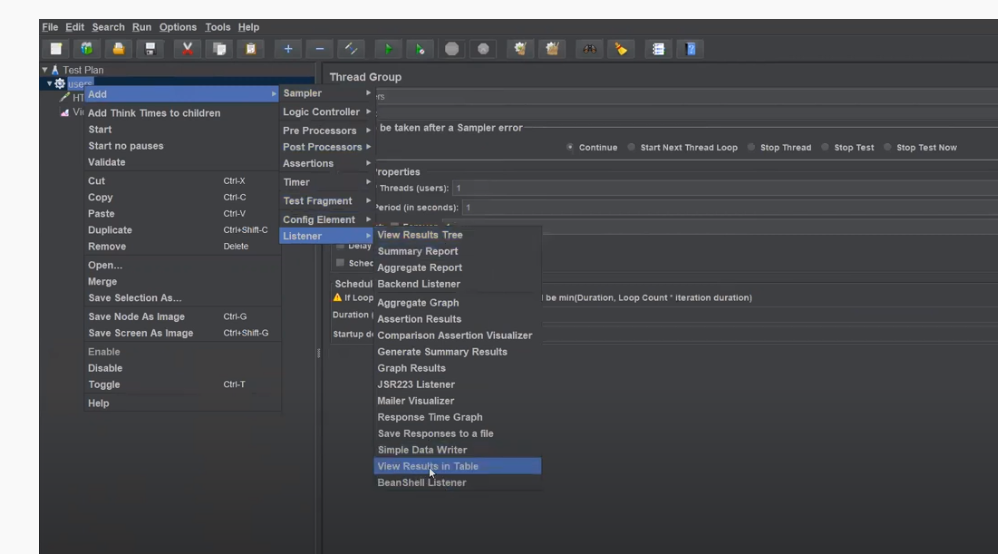 File Edit Search Run Options Tools Help
Test Plan
users
HT
Vi
Add
Add Think Times to children
Start
Start no pauses
Validate
Cut Ctrl-X
Copy Ctrl-C
Paste Ctrl-V
Duplicate Ctrl+Shift-C
Remove Delete
Open...
Merge
Save Selection As...
Save Node As Image Ctrl-G
Save Screen As Image Ctrl+Shift-G
Enable
Disable
Toggle Ctrl-T
Help
Sampler
Logic Controller
Pre Processors
Post Processors
Assertions
Timer
Test Fragment
Config Element
Listener
View Results Tree
Summary Report
Aggregate Report
Backend Listener
Aggregate Graph
Assertion Results
Comparison Assertion Visualizer
Generate Summary Results
Graph Results
JSR223 Listener
Mailer Visualizer
Response Time Graph
Save Responses to a file
Simple Data Writer
View Results in Table
BeanShell Listener
Thread Group
be taken after a Sampler error
Continue Start Next Thread Loop Stop Thread Stop Test Stop Test Now
Threads (users): 1
Period (in seconds): 1
Delay
Sched
Schedul
If Loop be min(Duration, Loop Count * iteration duration)
Duration (
Startup de